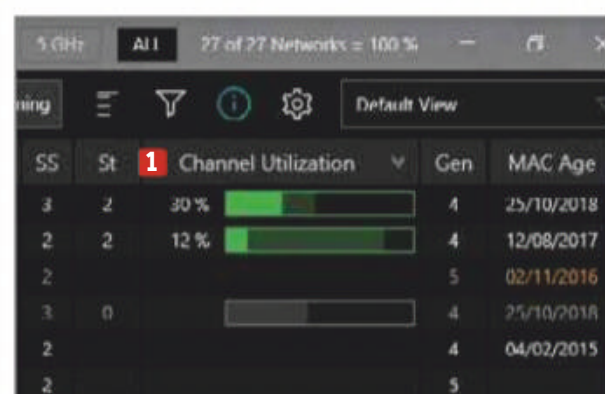 5 GHz ALL 27 of 27 Networks = 100 %
ning Default View
SS St 1 Channel Utilization Gen MAC Age
3 2 30 % 4 25/10/2018
2 2 12 % 4 12/08/2017
2 5 02/11/2016
3 0 4 25/10/2018
2 4 04/02/2015
2 5